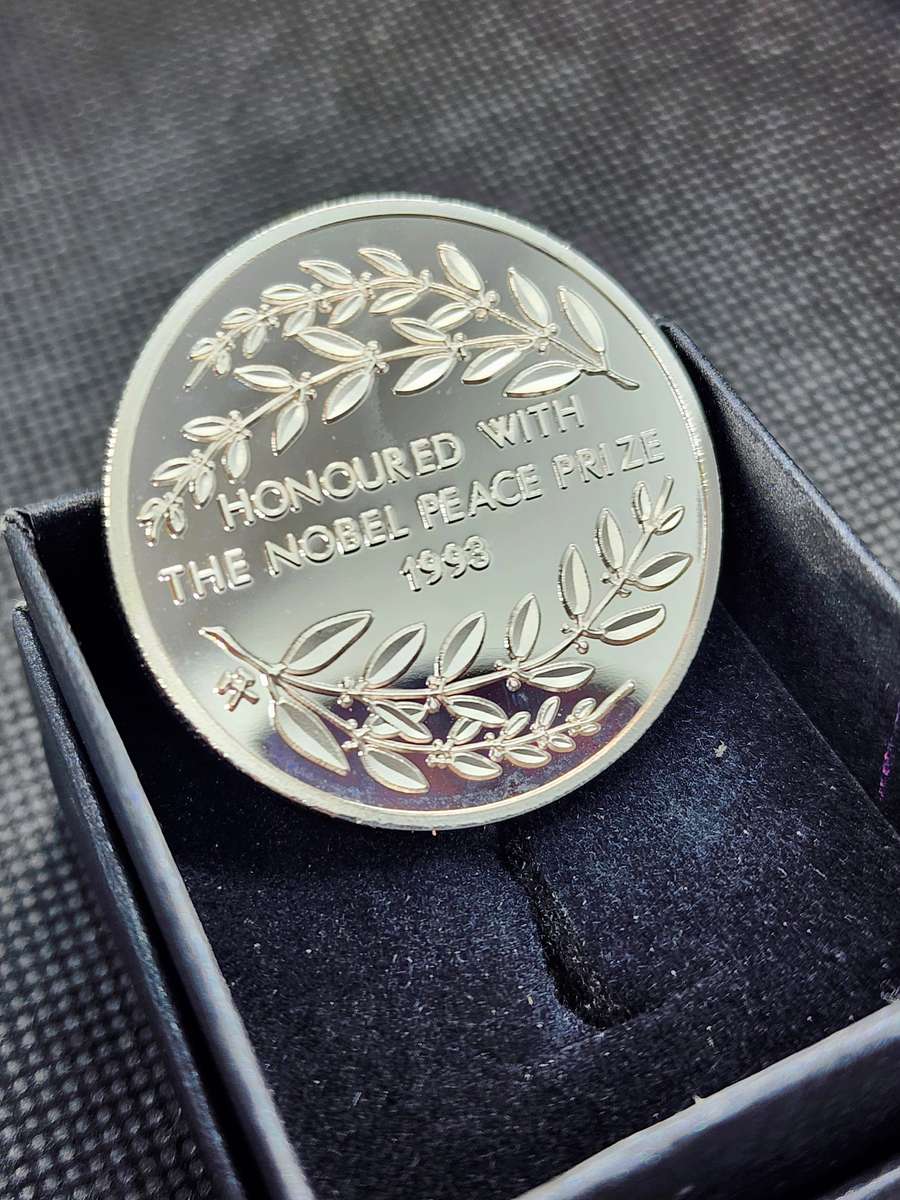 HONOURED WITH
THE NOBEL PEACE PRIZE
1993